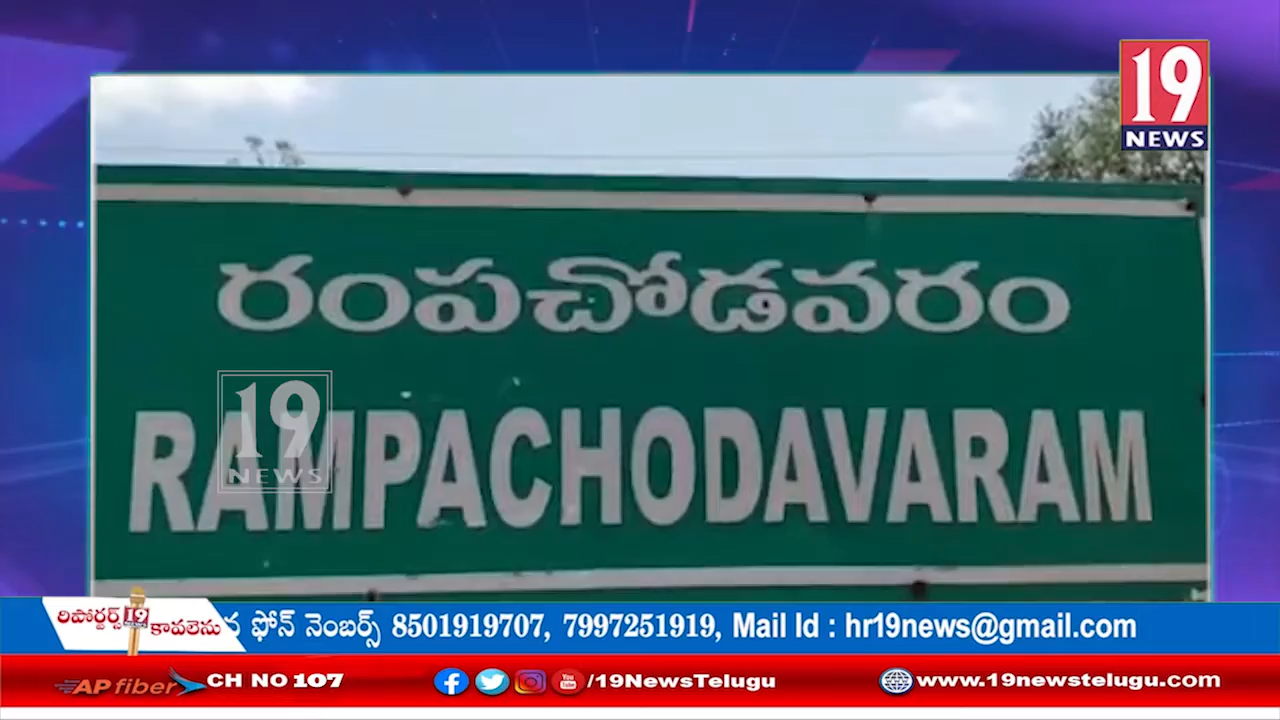 19
NEWS
రంపచోడవరం
19
NEWS
RAMPACHODAVARAM
రిపోర్టర్స్ 19 కావలెను
ఫోన్ నెంబర్స్ 8501919707, 7997251919, Mail Id : hr19news@gmail.com
AP fiber CH NO 107
/19NewsTelugu
www.19newstelugu.com